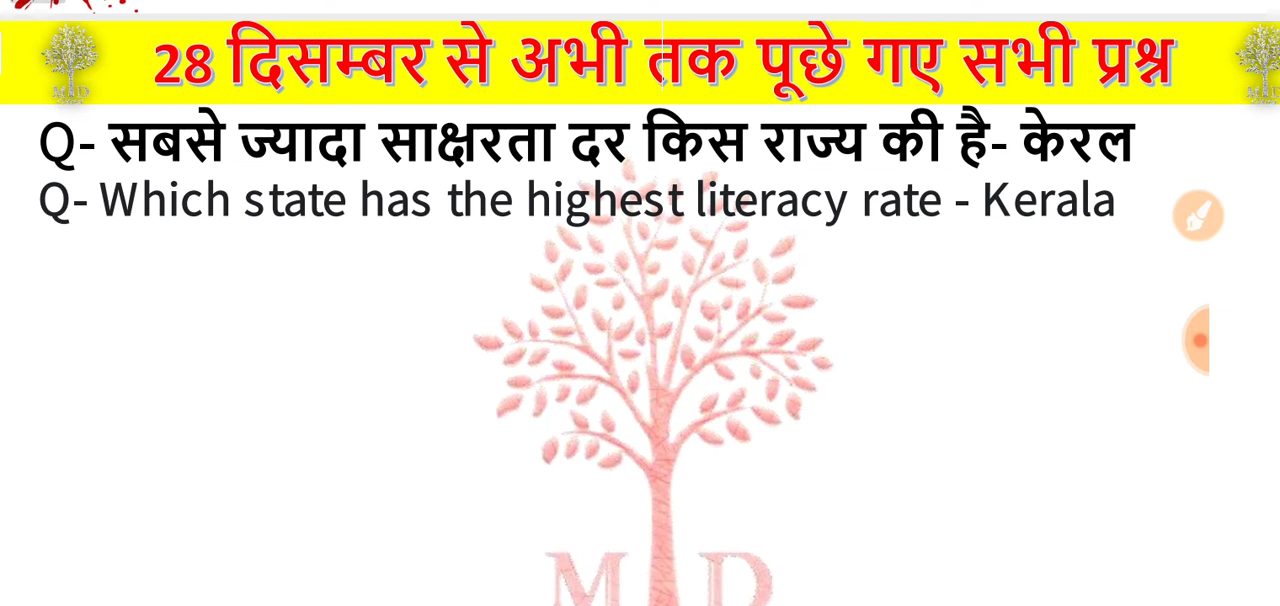 28 दिसम्बर से अभी तक पूछे गए सभी प्रश्न
Q- सबसे ज्यादा साक्षरता दर किस राज्य की है- केरल
Q- Which state has the highest literacy rate - Kerala
M D